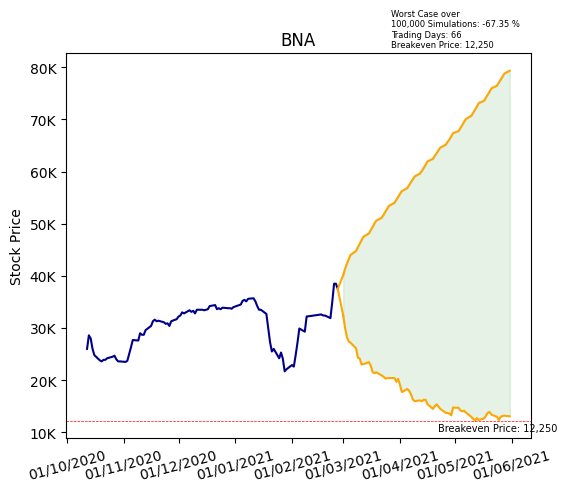 Worst Case over
100,000 Simulations: -67.35 %
Trading Days: 66
Breakeven Price: 12,250
BNA
80K
70K
60K
50K
40K
30K
20K
10K
Stock Price
Breakeven Price: 12,250
01/10/2020
01/11/2020
01/12/2020
01/01/2021
01/02/2021
01/03/2021
01/04/2021
01/05/2021
01/06/2021